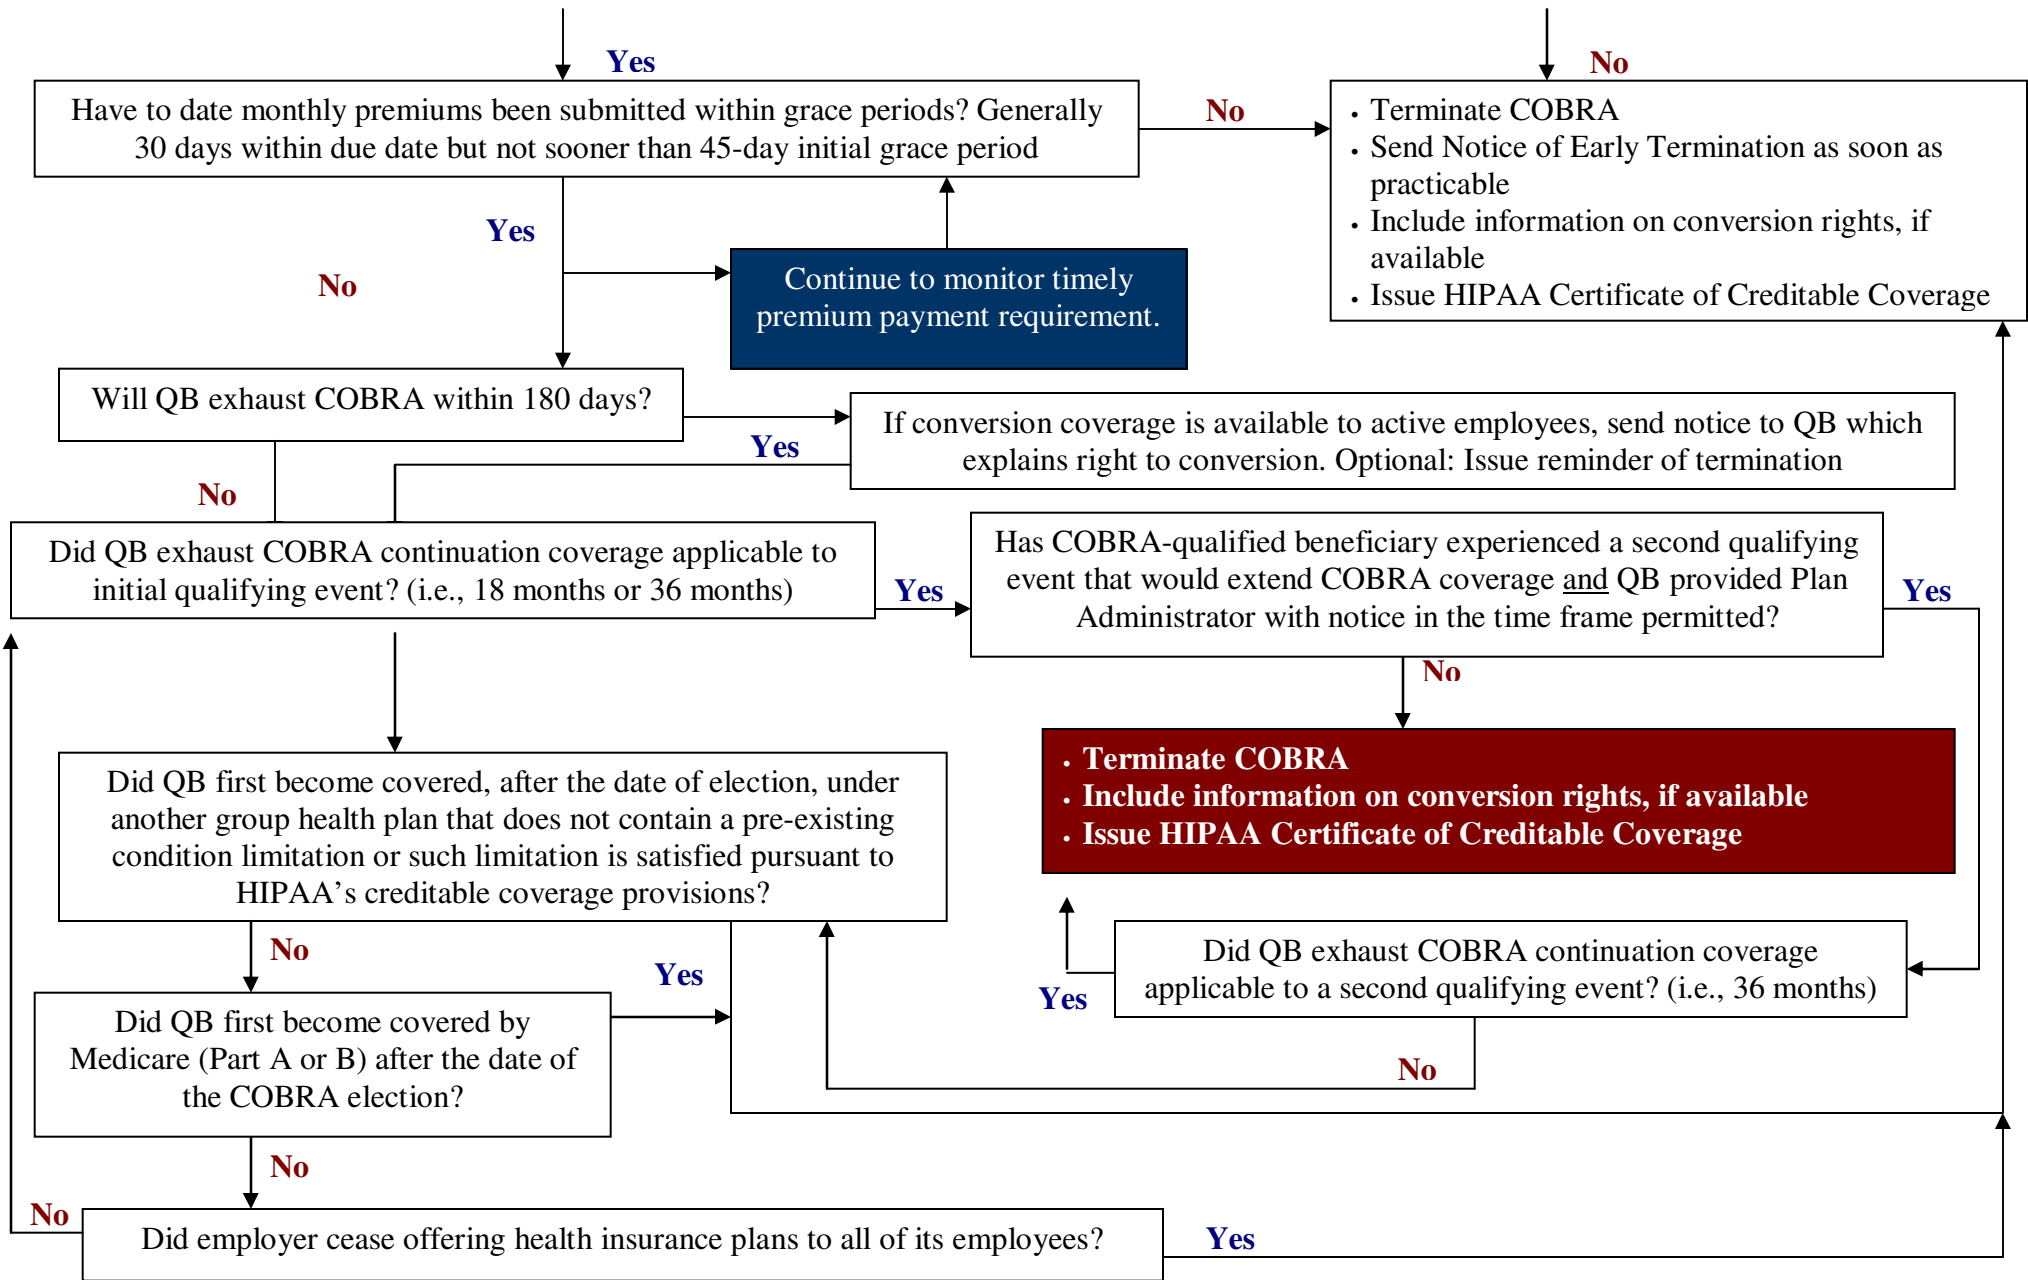 Yes
No
Have to date monthly premiums been submitted within grace periods? Generally
30 days within due date but not sooner than 45-day initial grace period
No
• Terminate COBRA
• Send Notice of Early Termination as soon as
practicable
• Include information on conversion rights, if
available
• Issue HIPAA Certificate of Creditable Coverage
Yes
No
Continue to monitor timely
premium payment requirement.
Will QB exhaust COBRA within 180 days?
Yes
If conversion coverage is available to active employees, send notice to QB which
explains right to conversion. Optional: Issue reminder of termination
No
Did QB exhaust COBRA continuation coverage applicable to
initial qualifying event? (i.e., 18 months or 36 months)
Yes
Has COBRA-qualified beneficiary experienced a second qualifying
event that would extend COBRA coverage and QB provided Plan
Administrator with notice in the time frame permitted?
Yes
No
• Terminate COBRA
• Include information on conversion rights, if available
• Issue HIPAA Certificate of Creditable Coverage
Did QB first become covered, after the date of election, under
another group health plan that does not contain a pre-existing
condition limitation or such limitation is satisfied pursuant to
HIPAA’s creditable coverage provisions?
No
Yes
Did QB exhaust COBRA continuation coverage
applicable to a second qualifying event? (i.e., 36 months)
Yes
No
Did QB first become covered by
Medicare (Part A or B) after the date of
the COBRA election?
No
No
Did employer cease offering health insurance plans to all of its employees?
Yes